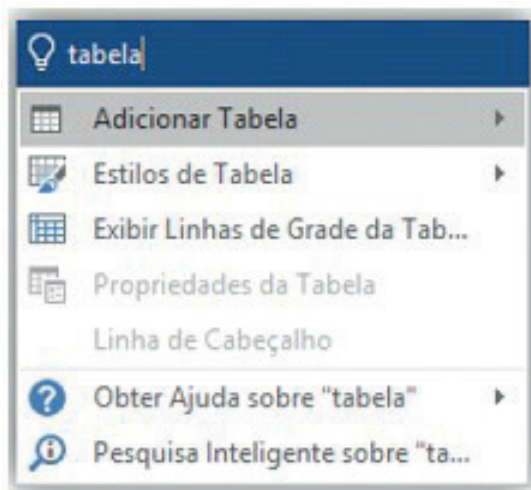 tabela
Adicionar Tabela
Estilos de Tabela
Exibir Linhas de Grade da Tab...
Propriedades da Tabela
Linha de Cabeçalho
Obter Ajuda sobre "tabela"
Pesquisa Inteligente sobre "ta...